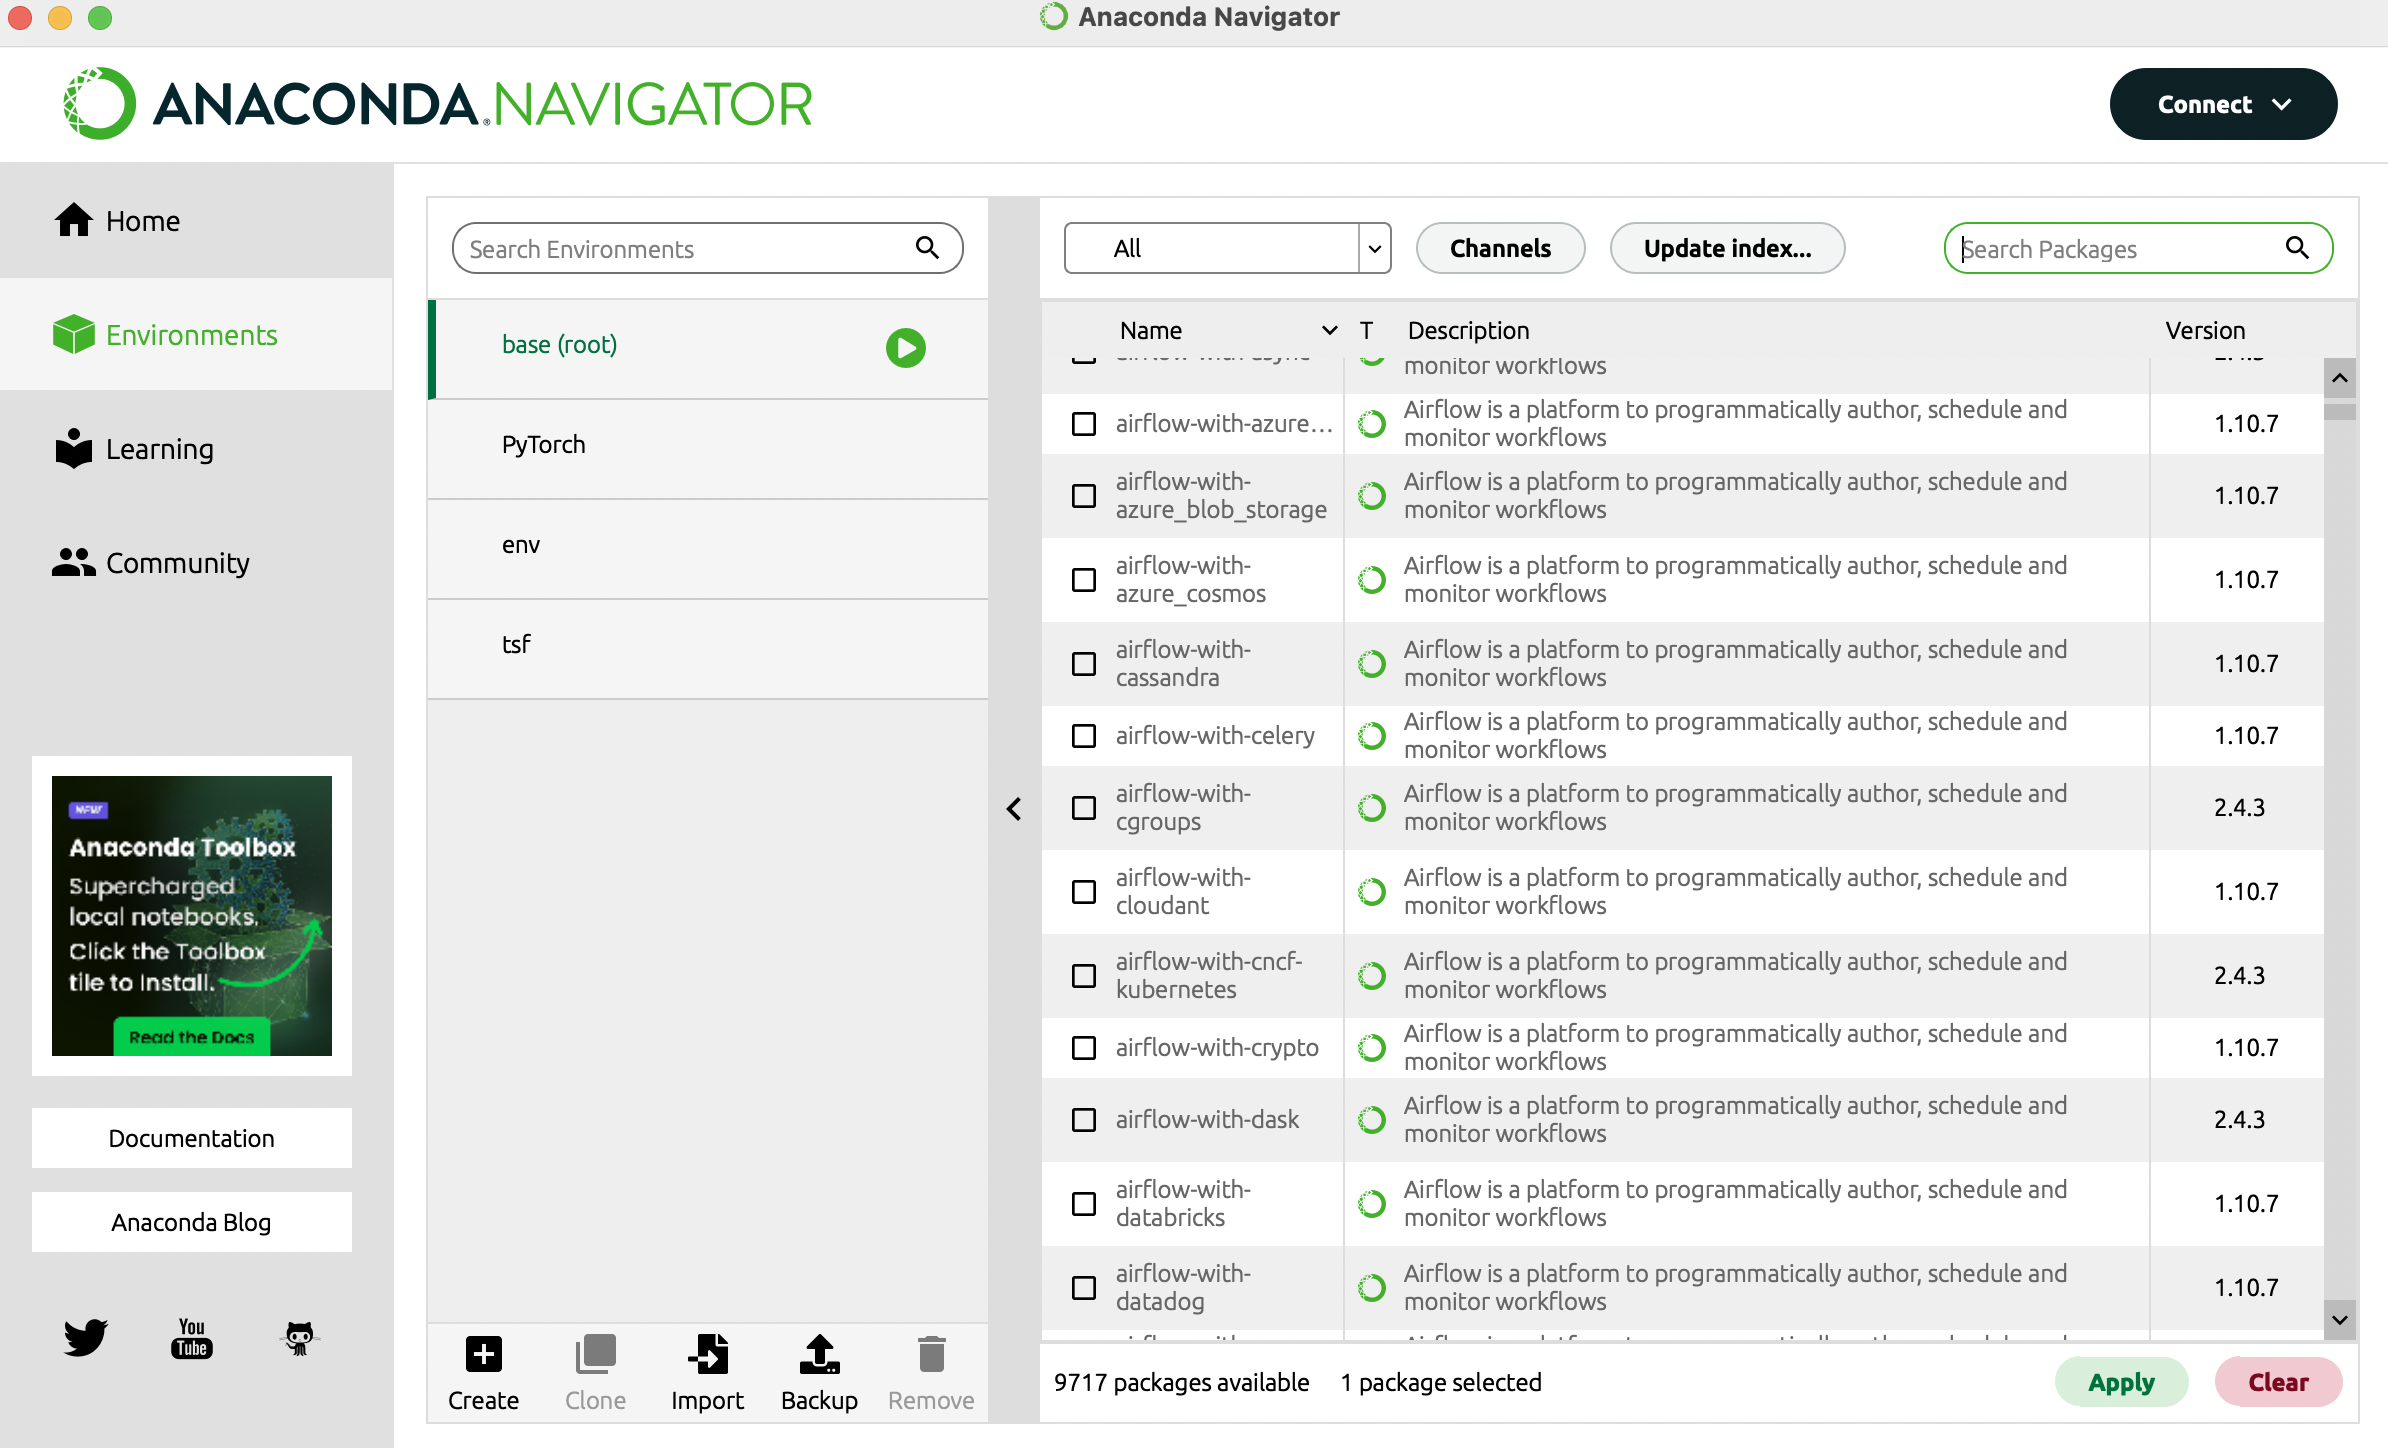 Anaconda Navigator
ANACONDA.NAVIGATOR
Connect
Home
Environments
Learning
Community
NEW
Anaconda Toolbox
Supercharged
local notebooks.
Click the Toolbox
tile to Install.
Read the Docs
Documentation
Anaconda Blog
You
Tube
Search Environments
base (root)
PyTorch
env
tsf
Create
Clone
Import
Backup
Remove
All
Channels
Update index...
Search Packages
Name
T
Description
Version
monitor workflows
airflow-with-azure...
Airflow is a platform to programmatically author, schedule and
monitor workflows
1.10.7
airflow-with-
azure_blob_storage
Airflow is a platform to programmatically author, schedule and
monitor workflows
1.10.7
airflow-with-
azure_cosmos
Airflow is a platform to programmatically author, schedule and
monitor workflows
1.10.7
airflow-with-
cassandra
Airflow is a platform to programmatically author, schedule and
monitor workflows
1.10.7
airflow-with-celery
Airflow is a platform to programmatically author, schedule and
monitor workflows
1.10.7
airflow-with-
cgroups
Airflow is a platform to programmatically author, schedule and
monitor workflows
2.4.3
airflow-with-
cloudant
Airflow is a platform to programmatically author, schedule and
monitor workflows
1.10.7
airflow-with-cncf-
kubernetes
Airflow is a platform to programmatically author, schedule and
monitor workflows
2.4.3
airflow-with-crypto
Airflow is a platform to programmatically author, schedule and
monitor workflows
1.10.7
airflow-with-dask
Airflow is a platform to programmatically author, schedule and
monitor workflows
2.4.3
airflow-with-
databricks
Airflow is a platform to programmatically author, schedule and
monitor workflows
1.10.7
airflow-with-
datadog
Airflow is a platform to programmatically author, schedule and
monitor workflows
1.10.7
9717 packages available
1 package selected
Apply
Clear